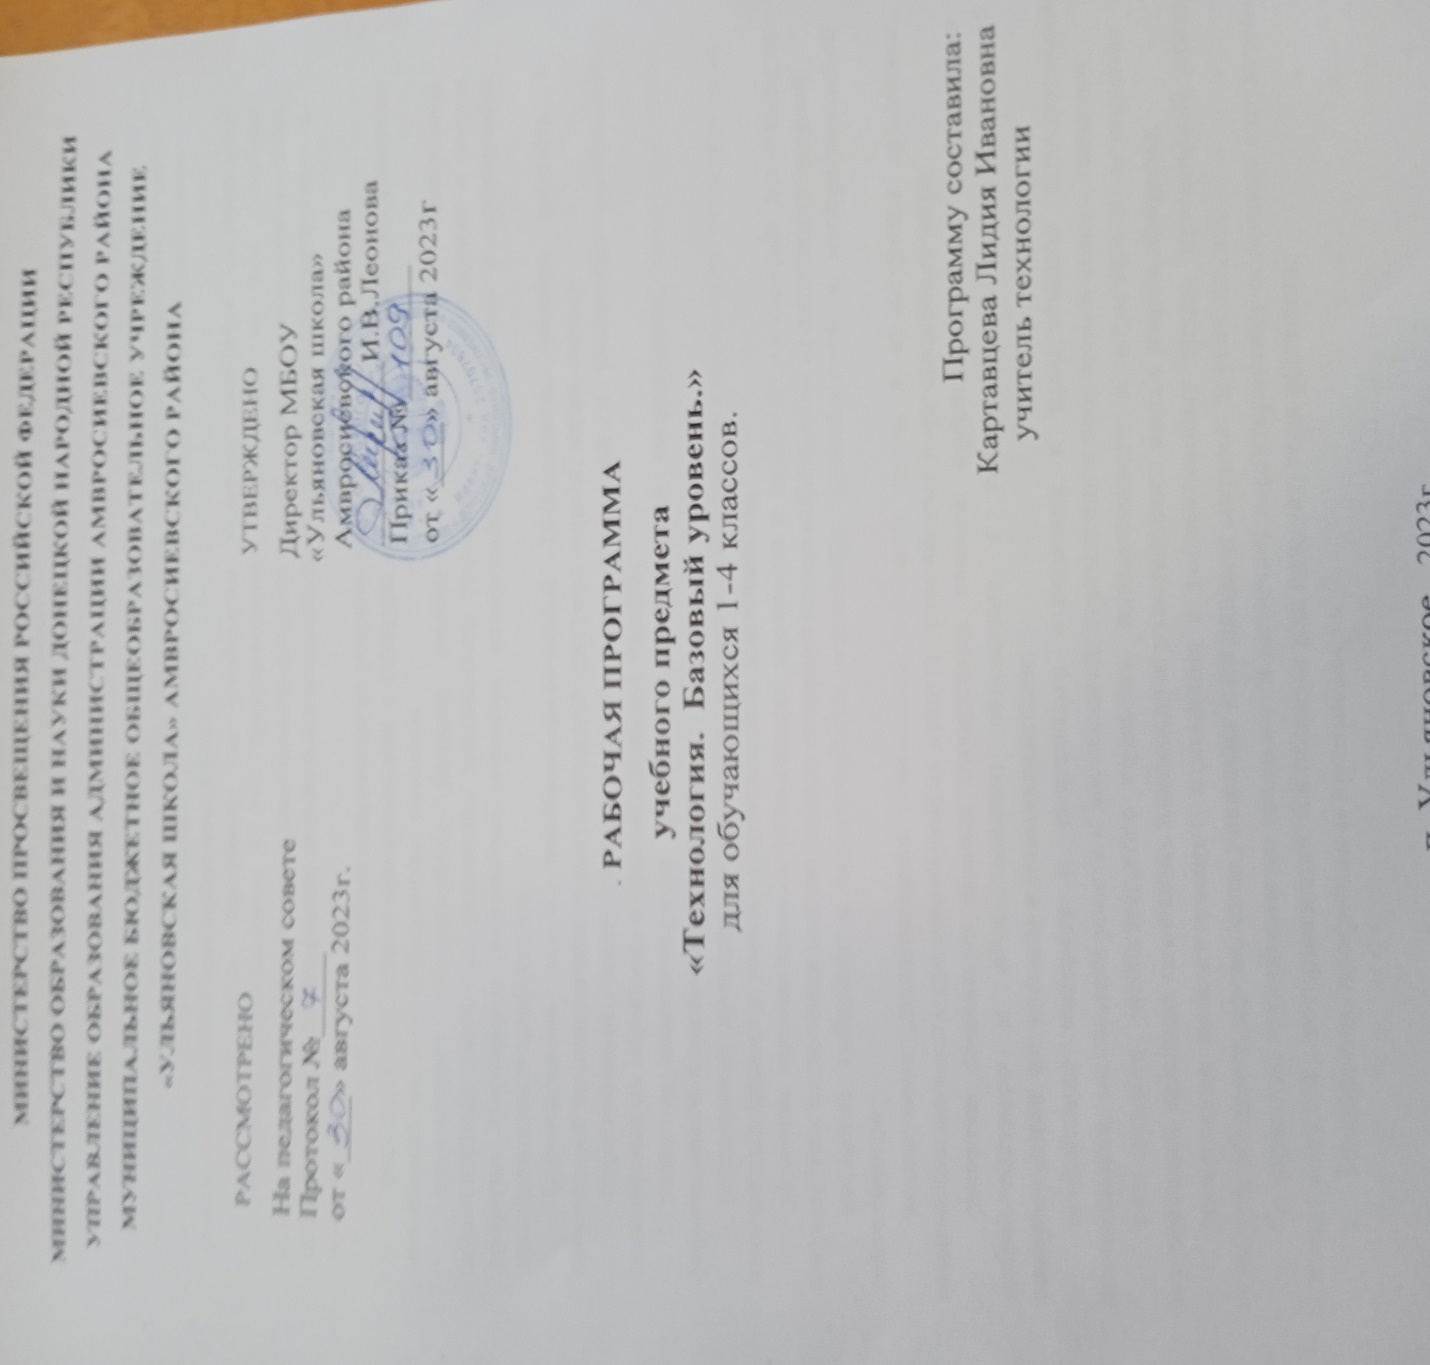 МИНИСТЕРСТВО ПРОСВЕЩЕНИЯ РОССИЙСКОЙ ФЕДЕРАЦИИ
МИНИСТЕРСТВО ОБРАЗОВАНИЯ И НАУКИ ДОНЕЦКОЙ НАРОДНОЙ РЕСПУБЛИКИ
УПРАВЛЕНИЕ ОБРАЗОВАНИЯ АДМИНИСТРАЦИИ АМВРОСИЕВСКОГО РАЙОНА
МУНИЦИПАЛЬНОЕ БЮДЖЕТНОЕ ОБЩЕОБРАЗОВАТЕЛЬНОЕ УЧРЕЖДЕНИЕ
«УЛЬЯНОВСКАЯ ШКОЛА» АМВРОСИЕВСКОГО РАЙОНА
РАССМОТРЕНО
На педагогическом совете
Протокол № 7
от «30» августа 2023г.
УТВЕРЖДЕНО
Директор МБОУ
«Ульяновская школа»
Амвросиевского района
И.В.Леонова
Приказ № 109
от «30» августа 2023г
. РАБОЧАЯ ПРОГРАММА
учебного предмета
«Технология. Базовый уровень.»
для обучающихся 1-4 классов.
Программу составила:
Картавцева Лидия Ивановна
учитель технологии
п. Ульяновское 2023г